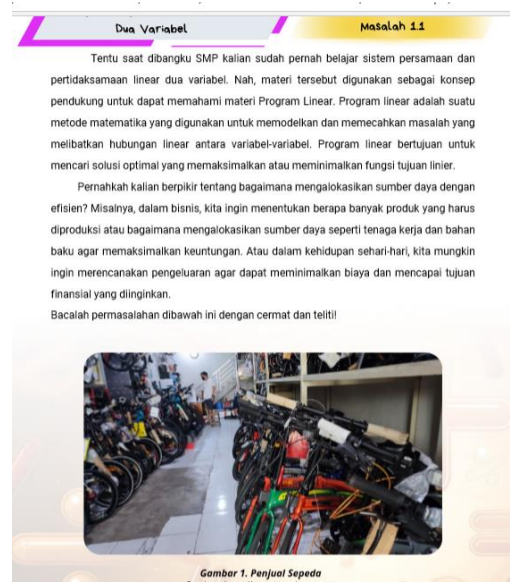 Dua Variabel
Masalah 1.1
Tentu saat dibangku SMP kalian sudah pernah belajar sistem persamaan dan
pertidaksamaan linear dua variabel. Nah, materi tersebut digunakan sebagai konsep
pendukung untuk dapat memahami materi Program Linear. Program linear adalah suatu
metode matematika yang digunakan untuk memodelkan dan memecahkan masalah yang
melibatkan hubungan linear antara variabel-variabel. Program linear bertujuan untuk
mencari solusi optimal yang memaksimalkan atau meminimalkan fungsi tujuan linier.
Pernahkah kalian berpikir tentang bagaimana mengalokasikan sumber daya dengan
efisien? Misalnya, dalam bisnis, kita ingin menentukan berapa banyak produk yang harus
diproduksi atau bagaimana mengalokasikan sumber daya seperti tenaga kerja dan bahan
baku agar memaksimalkan keuntungan. Atau dalam kehidupan sehari-hari, kita mungkin
ingin merencanakan pengeluaran agar dapat meminimalkan biaya dan mencapai tujuan
finansial yang diinginkan.
Bacalah permasalahan dibawah ini dengan cermat dan teliti!
Gambar 1. Penjual Sepeda